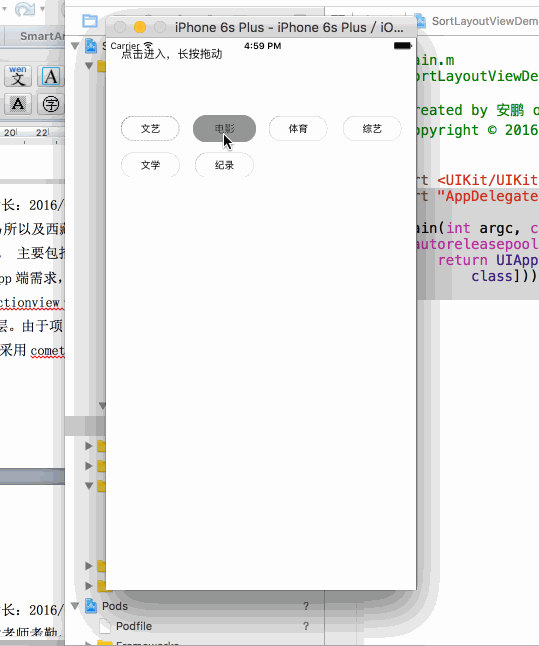 SmartAr
wen
文
A
A
字
20
22
iPhone 6s Plus - iPhone 6s Plus / iO...
SortLayoutViewDem
Carrier
4:59 PM
点击进入，长按拖动
文艺
电影
体育
综艺
文学
纪录
ain.m
ortLayoutViewDe
reated by 安鹏 o
opyright © 2016
rt <UIKit/UIKit
rt "AppDelegate
ain(int argc, c
autoreleasepool
return UIApp
class]))
长：2016/
所以及西藏
主要包括
pp 端需求，
ctionview
层。由于项
采用 comet
长：2016/
老师考勤
Pods
?
Podfile
?
Frameworks